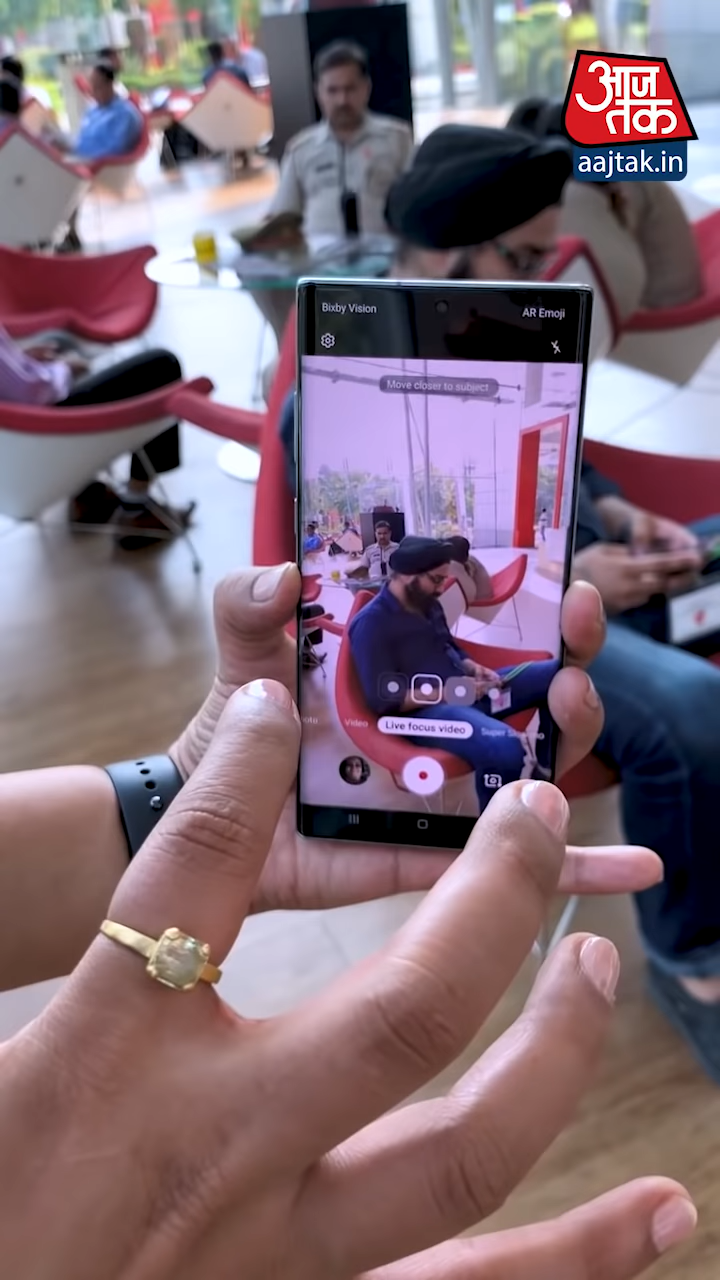 आज
तक
aajtak.in
Bixby Vision
AR Emoji
Move closer to subject
Video
Live focus video